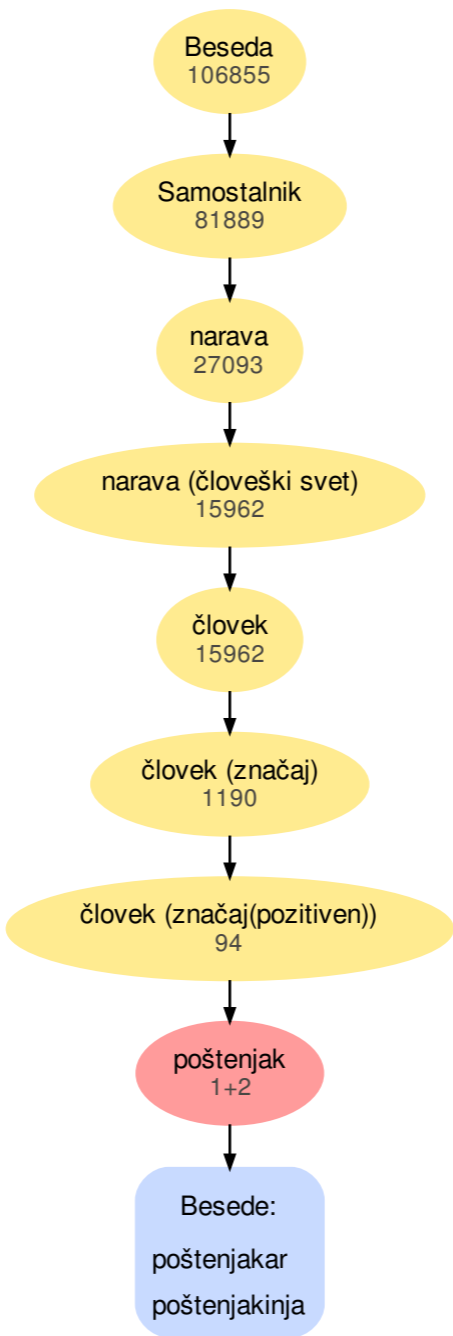 Beseda
106855
Samostalnik
81889
narava
27093
narava (človeški svet)
15962
človek
15962
človek (značaj)
1190
človek (značaj(pozitiven))
94
poštenjak
1+2
Besede:
poštenjakar
poštenjakinja